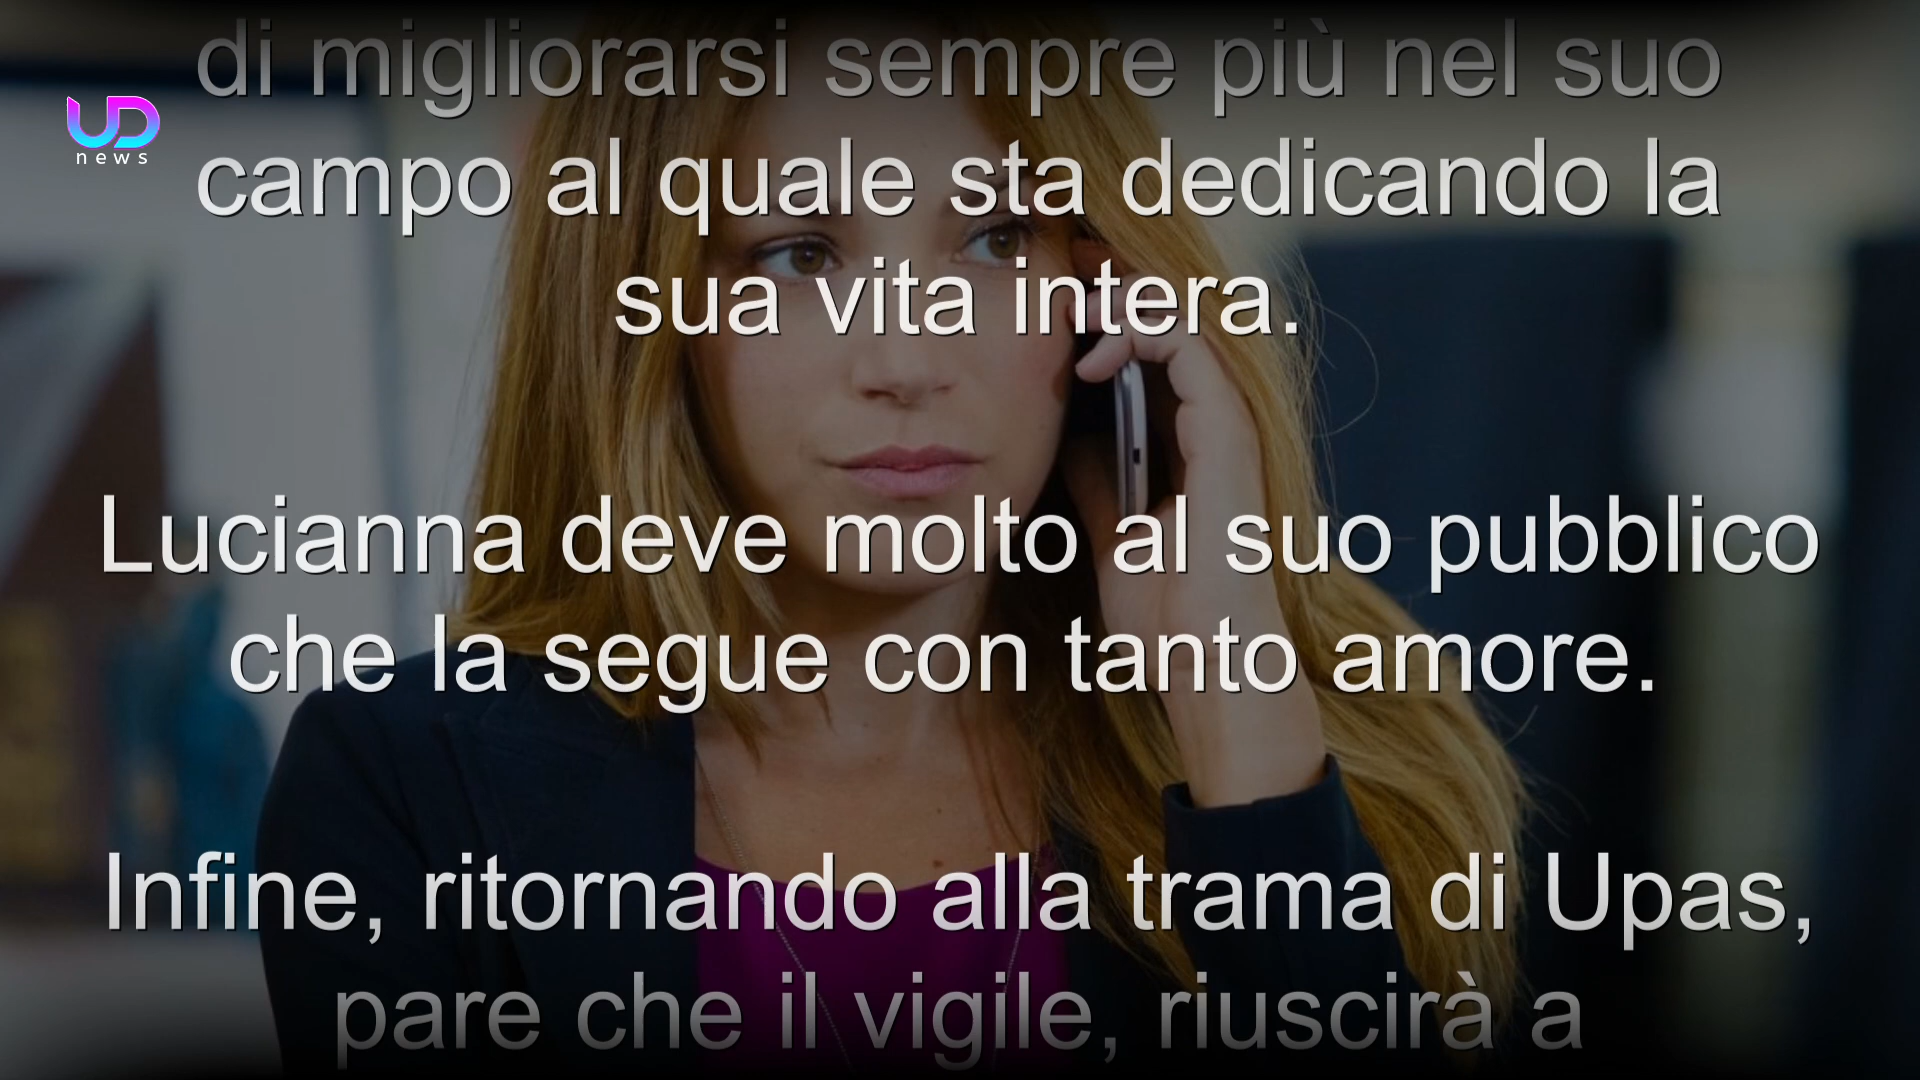 di migliorarsi sempre più nel suo
UD
news
campo al quale sta dedicando la
sua vita intera.
Lucianna deve molto al suo pubblico
che la segue con tanto amore.
Infine, ritornando alla trama di Upas,
pare che il vigile, riuscirà a